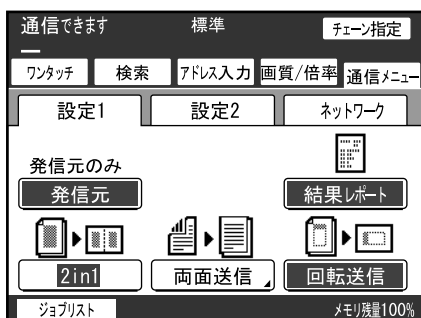 通信できます 標準 チェーン指定
ワンタッチ 検索 アドレス入力 画質/倍率 通信メニュー
設定1 設定2 ネットワーク
発信元のみ
発信元 結果レポート
2in1 両面送信 回転送信
ジョブリスト メモリ残量100%